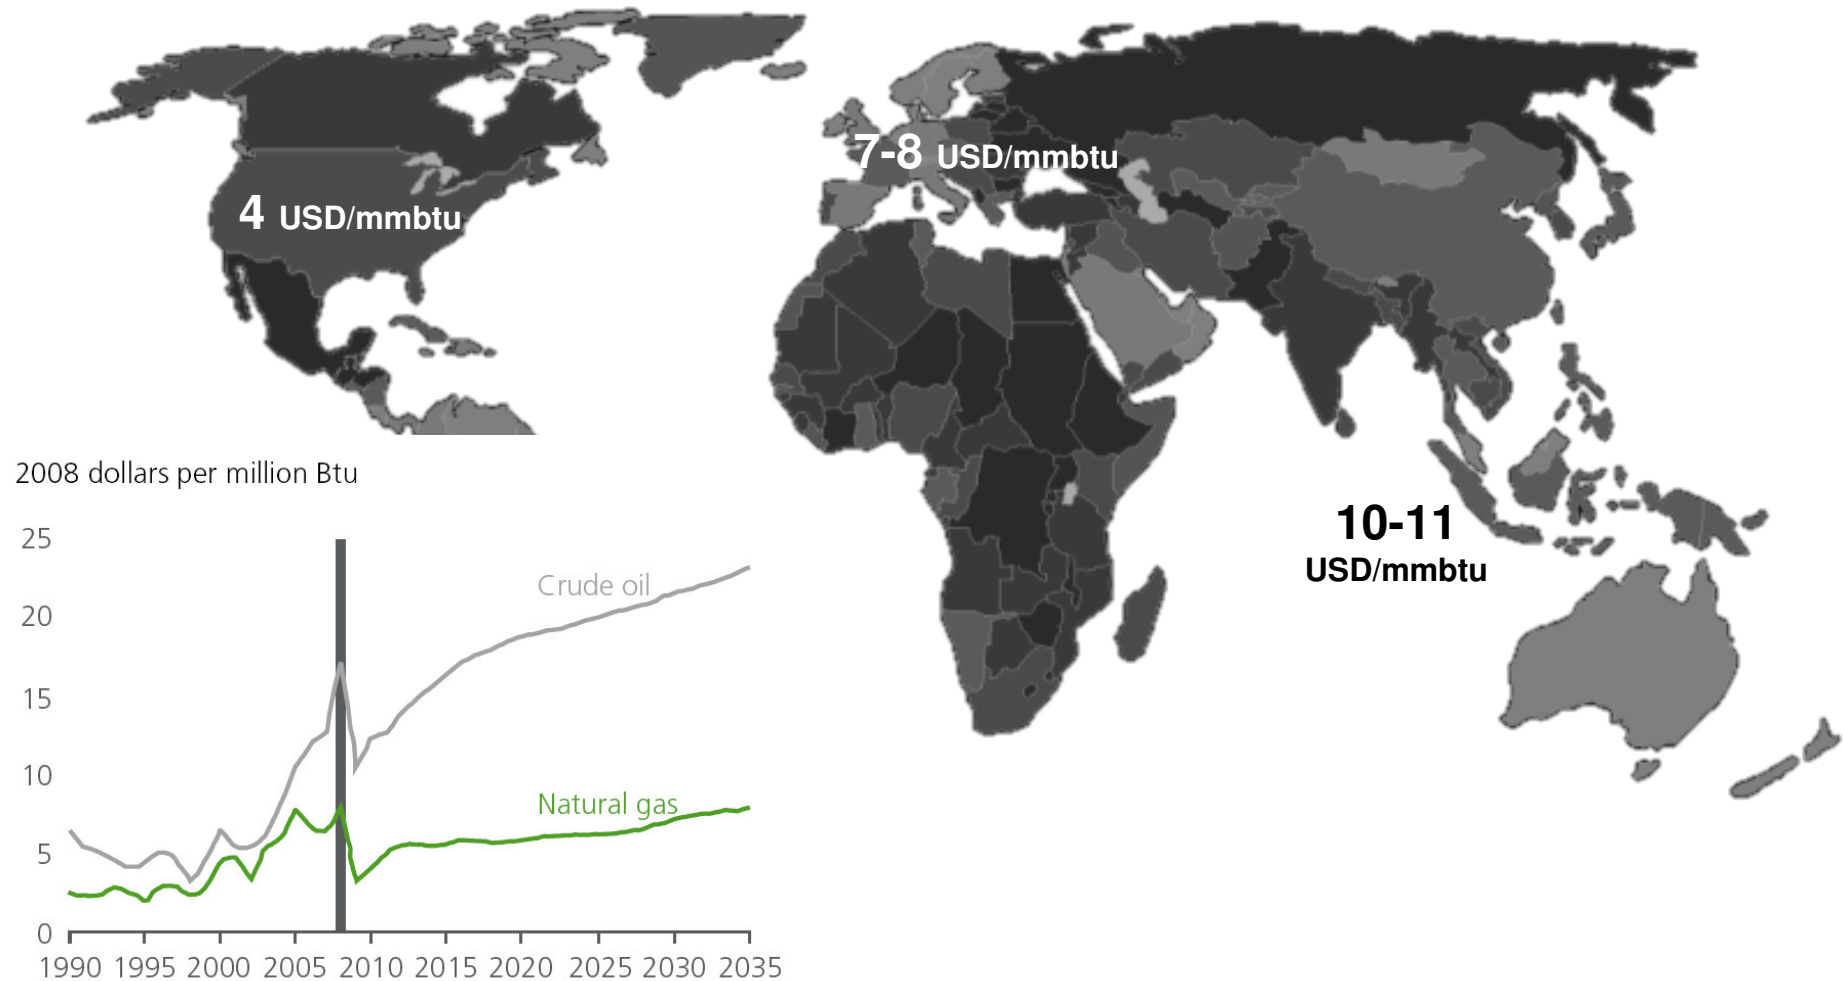 7-8 USD/mmbtu
4 USD/mmbtu
10-11
USD/mmbtu
2008 dollars per million Btu
25
20
15
10
5
0
Crude oil
Natural gas
1990 1995 2000 2005 2010 2015 2020 2025 2030 2035